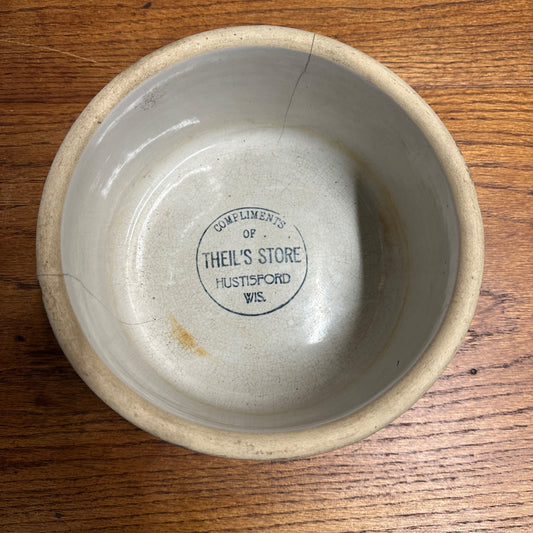 COMPLIMENTS
OF
THEIL'S STORE
HUSTISFORD
WIS.